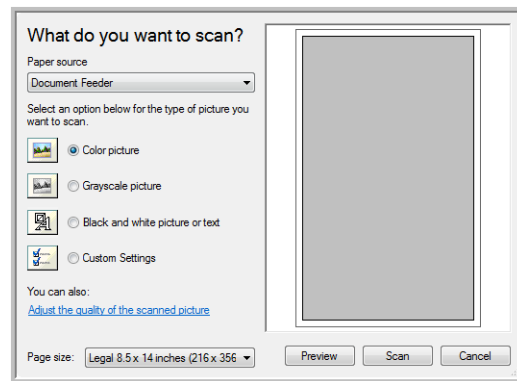 What do you want to scan?
Paper source
Document Feeder
Select an option below for the type of picture you
want to scan.
Color picture
Grayscale picture
Black and white picture or text
Custom Settings
You can also:
Adjust the quality of the scanned picture
Page size: Legal 8.5 x 14 inches (216 x 356
Preview Scan Cancel